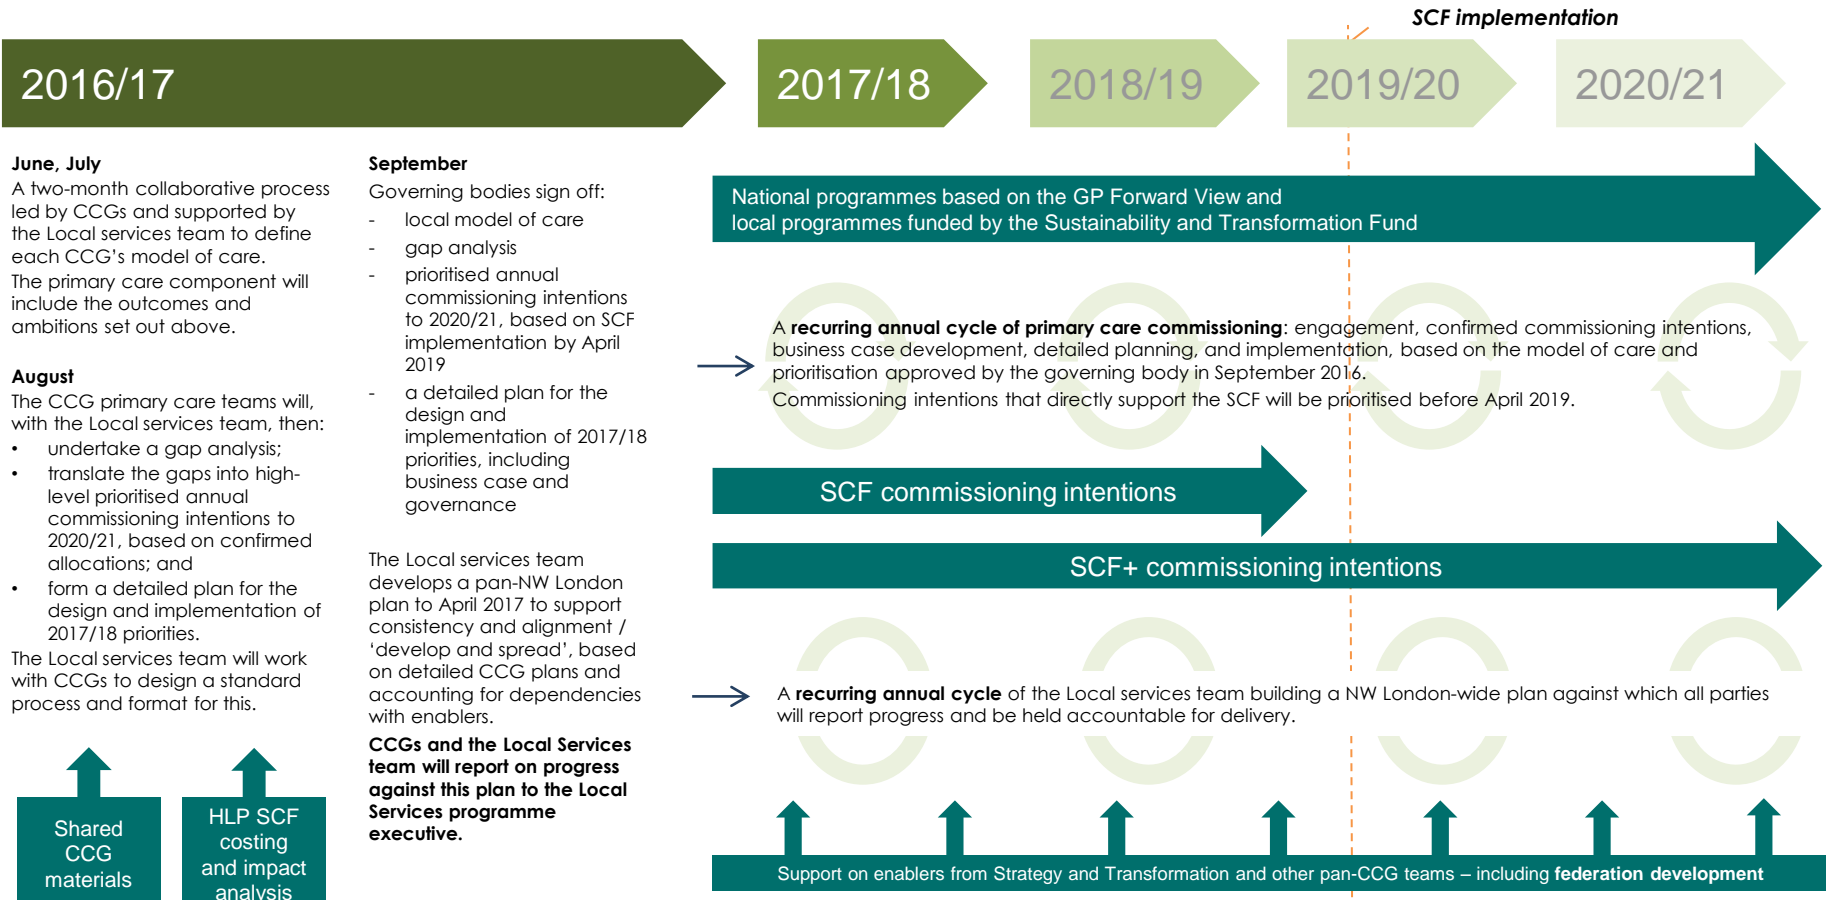 SCF implementation
2016/17
2017/18
2018/19
2019/20
2020/21
June, July
A two-month collaborative process
led by CCGs and supported by
the Local services team to define
each CCG's model of care.
The primary care component will
include the outcomes and
ambitions set out above.
August
The CCG primary care teams will,
with the Local services team, then:
• undertake a gap analysis;
• translate the gaps into high-
level prioritised annual
commissioning intentions to
2020/21, based on confirmed
allocations; and
• form a detailed plan for the
design and implementation of
2017/18 priorities.
The Local services team will work
with CCGs to design a standard
process and format for this.
Shared
CCG
materials
HLP SCF
costing
and impact
analysis
September
Governing bodies sign off:
- local model of care
- gap analysis
- prioritised annual
commissioning intentions
to 2020/21, based on SCF
implementation by April
2019
- a detailed plan for the
design and
implementation of 2017/18
priorities, including
business case and
governance
The Local services team
develops a pan-NW London
plan to April 2017 to support
consistency and alignment /
‘develop and spread’, based
on detailed CCG plans and
accounting for dependencies
with enablers.
CCGs and the Local Services
team will report on progress
against this plan to the Local
Services programme
executive.
National programmes based on the GP Forward View and
local programmes funded by the Sustainability and Transformation Fund
A recurring annual cycle of primary care commissioning: engagement, confirmed commissioning intentions,
business case development, detailed planning, and implementation, based on the model of care and
prioritisation approved by the governing body in September 2016.
Commissioning intentions that directly support the SCF will be prioritised before April 2019.
SCF commissioning intentions
SCF+ commissioning intentions
A recurring annual cycle of the Local services team building a NW London-wide plan against which all parties
will report progress and be held accountable for delivery.
Support on enablers from Strategy and Transformation and other pan-CCG teams – including federation development